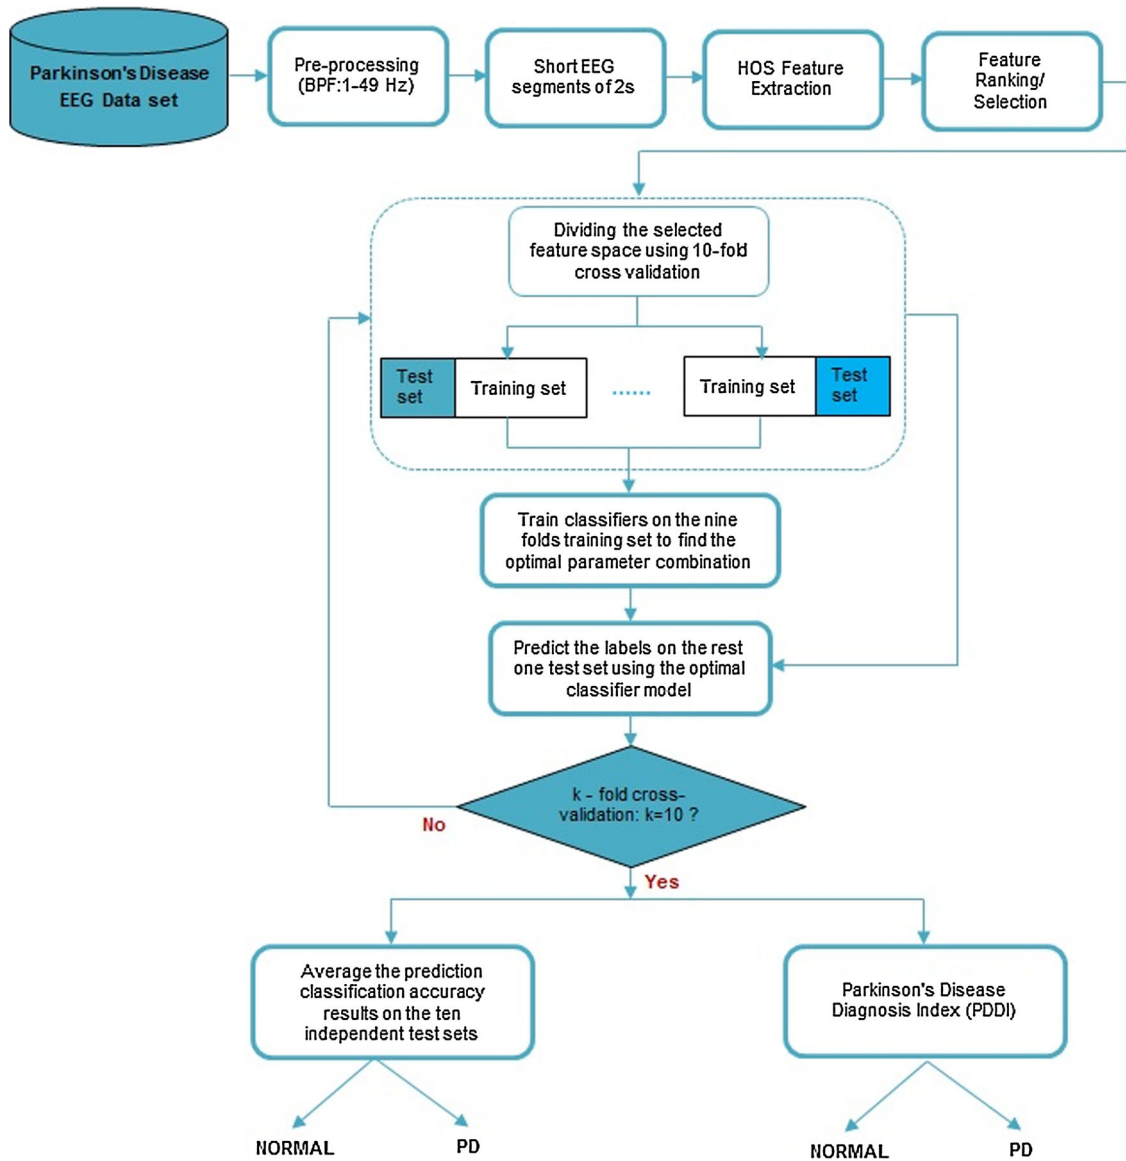 Parkinson's Disease
EEG Data set
Pre-processing
(BPF:1-49 Hz)
Short EEG
segments of 2s
HOS Feature
Extraction
Feature
Ranking/
Selection
Dividing the selected
feature space using 10-fold
cross validation
Test
set
Training set
......
Training set
Test
set
Train classifiers on the nine
folds training set to find the
optimal parameter combination
Predict the labels on the rest
one test set using the optimal
classifier model
k - fold cross-
validation: k=10 ?
No
Yes
Average the prediction
classification accuracy
results on the ten
independent test sets
Parkinson's Disease
Diagnosis Index (PDDI)
NORMAL
PD
NORMAL
PD